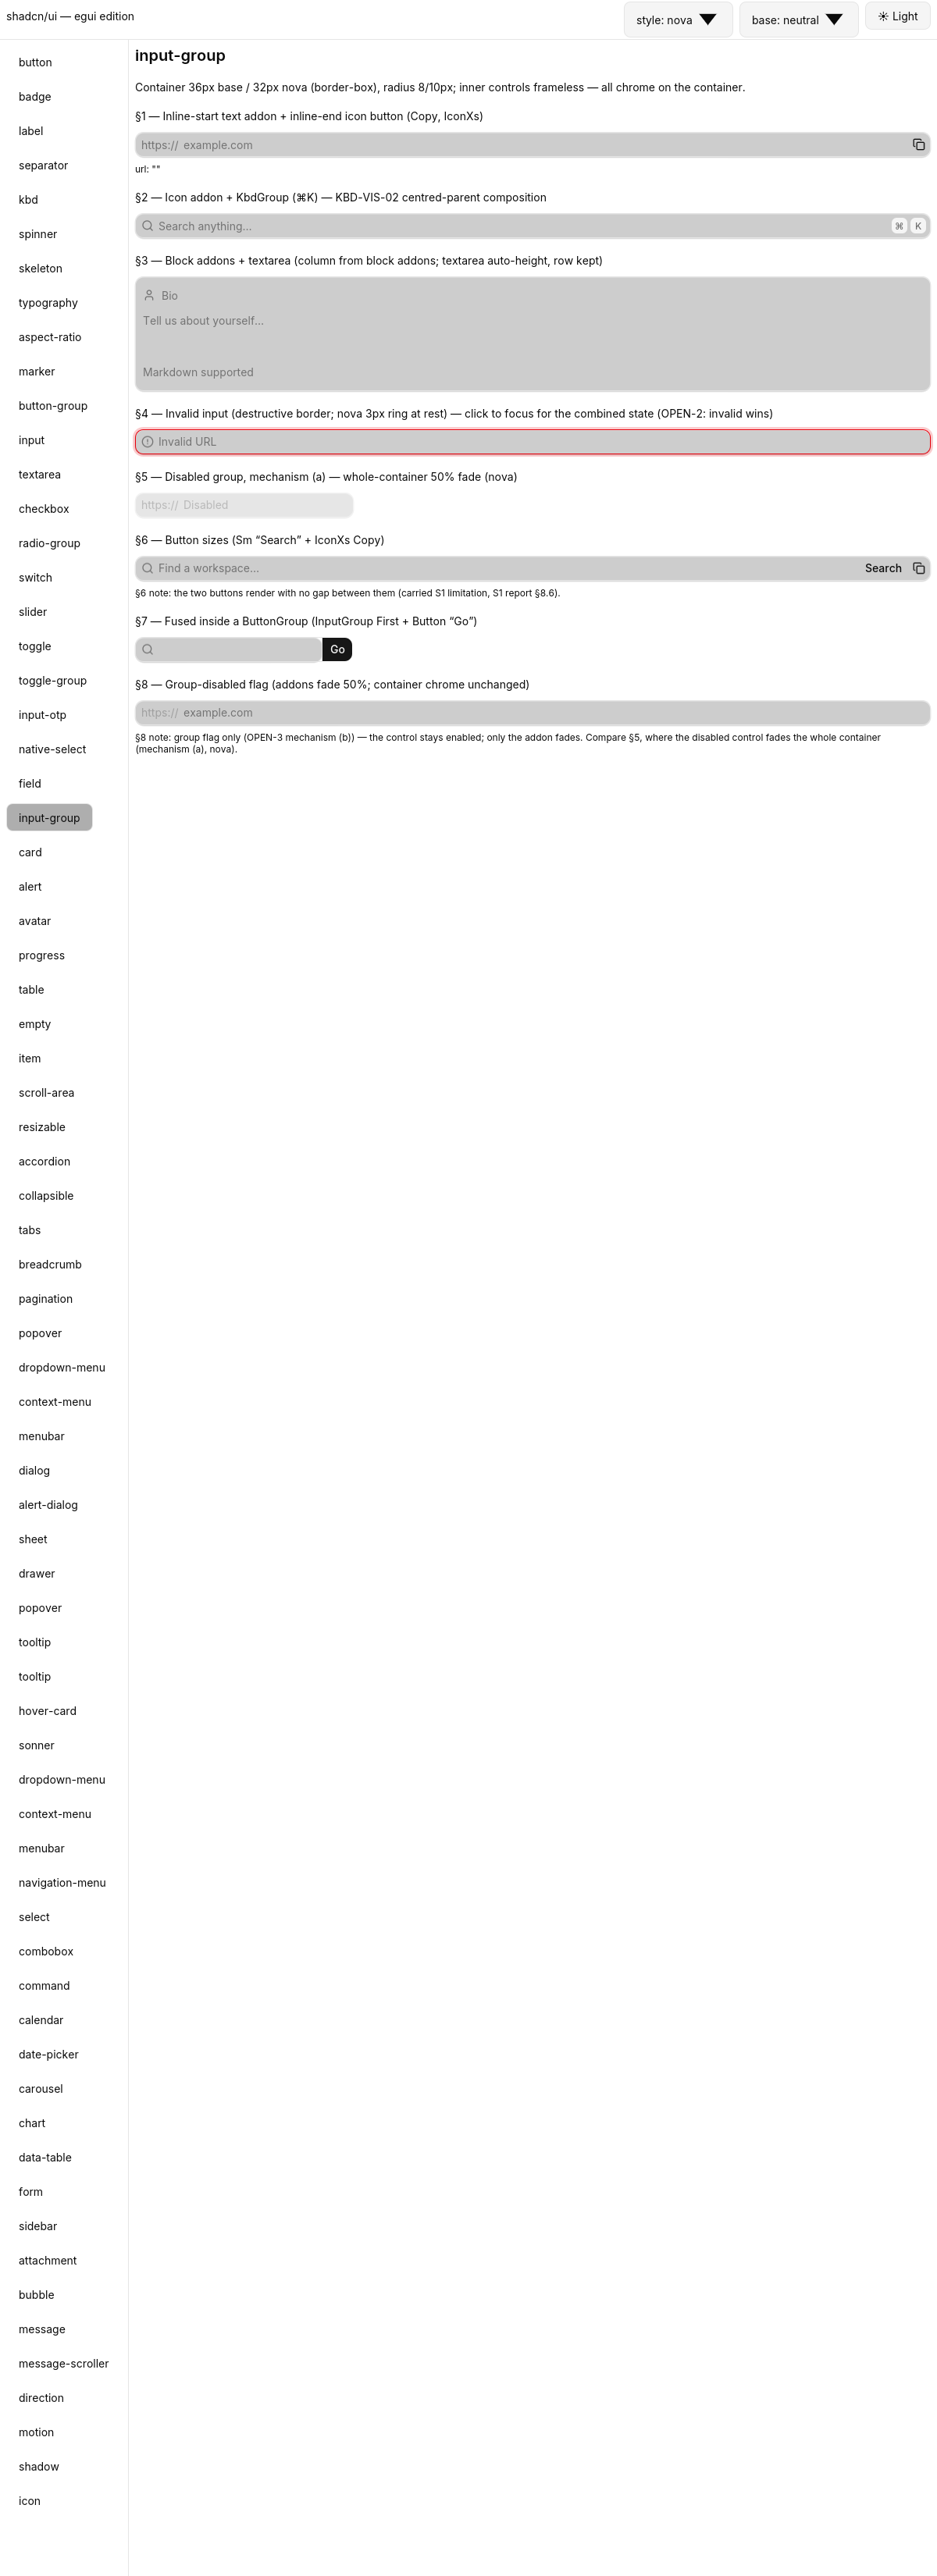 shadcn/ui — egui edition
style: nova
base: neutral
☀ Light
button
badge
label
separator
kbd
spinner
skeleton
typography
aspect-ratio
marker
button-group
input
textarea
checkbox
radio-group
switch
slider
toggle
toggle-group
input-otp
native-select
field
input-group
card
alert
avatar
progress
table
empty
item
scroll-area
resizable
accordion
collapsible
tabs
breadcrumb
pagination
popover
dropdown-menu
context-menu
menubar
dialog
alert-dialog
sheet
drawer
popover
tooltip
tooltip
hover-card
sonner
dropdown-menu
context-menu
menubar
navigation-menu
select
combobox
command
calendar
date-picker
carousel
chart
data-table
form
sidebar
attachment
bubble
message
message-scroller
direction
motion
shadow
icon
input-group
Container 36px base / 32px nova (border-box), radius 8/10px; inner controls frameless — all chrome on the container.
§1 — Inline-start text addon + inline-end icon button (Copy, IconXs)
https:// example.com
url: ""
§2 — Icon addon + KbdGroup (⌘K) — KBD-VIS-02 centred-parent composition
Search anything... ⌘ K
§3 — Block addons + textarea (column from block addons; textarea auto-height, row kept)
Bio
Tell us about yourself...
Markdown supported
§4 — Invalid input (destructive border; nova 3px ring at rest) — click to focus for the combined state (OPEN-2: invalid wins)
Invalid URL
§5 — Disabled group, mechanism (a) — whole-container 50% fade (nova)
https:// Disabled
§6 — Button sizes (Sm “Search” + IconXs Copy)
Find a workspace... Search
§6 note: the two buttons render with no gap between them (carried S1 limitation, S1 report §8.6).
§7 — Fused inside a ButtonGroup (InputGroup First + Button “Go”)
Go
§8 — Group-disabled flag (addons fade 50%; container chrome unchanged)
https:// example.com
§8 note: group flag only (OPEN-3 mechanism (b)) — the control stays enabled; only the addon fades. Compare §5, where the disabled control fades the whole container
(mechanism (a), nova).